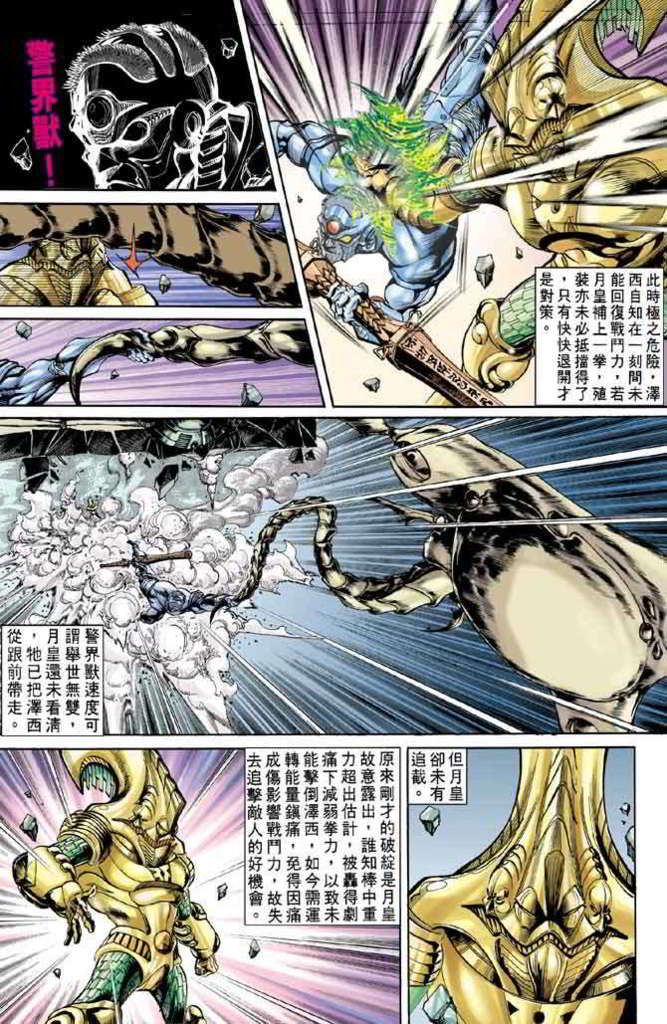 警界獸！
此時極之危險，澤
西自知在一刻間未
能回復戰鬥力，若
月皇補上一拳，殖
裝亦未必抵擋得了
，只有快快退開才
是對策。
警界獸速度可
謂舉世無雙，
月皇還未看清
，牠已把澤西
從跟前帶走。
但月皇
卻未有
追截。
原來剛才的破綻是月皇
故意露出，誰知棒中重
力超出估計，被轟得劇
痛下減弱拳力，以致未
能擊倒澤西，如今需運
轉能量鎮痛，免得因痛
成傷影響戰鬥力，故失
去追擊敵人的好機會。